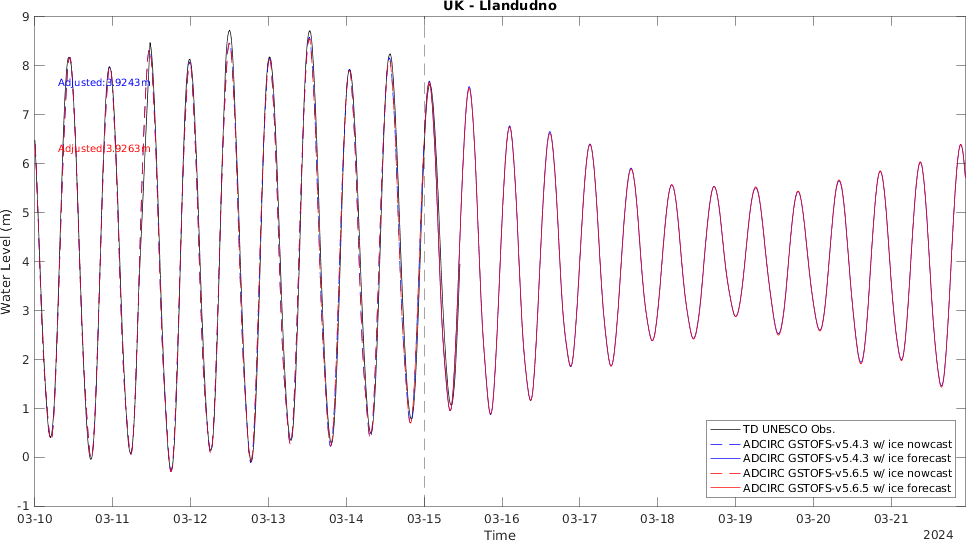 UK - Llandudno
9
8
7
6
5
4
3
2
1
0
-1
Water Level (m)
Adjusted:3.9243m
Adjusted:3.9263m
TD UNESCO Obs.
ADCIRC GSTOFS-v5.4.3 w/ ice nowcast
ADCIRC GSTOFS-v5.4.3 w/ ice forecast
ADCIRC GSTOFS-v5.6.5 w/ ice nowcast
ADCIRC GSTOFS-v5.6.5 w/ ice forecast
03-10 03-11 03-12 03-13 03-14 03-15 03-16 03-17 03-18 03-19 03-20 03-21
Time
2024